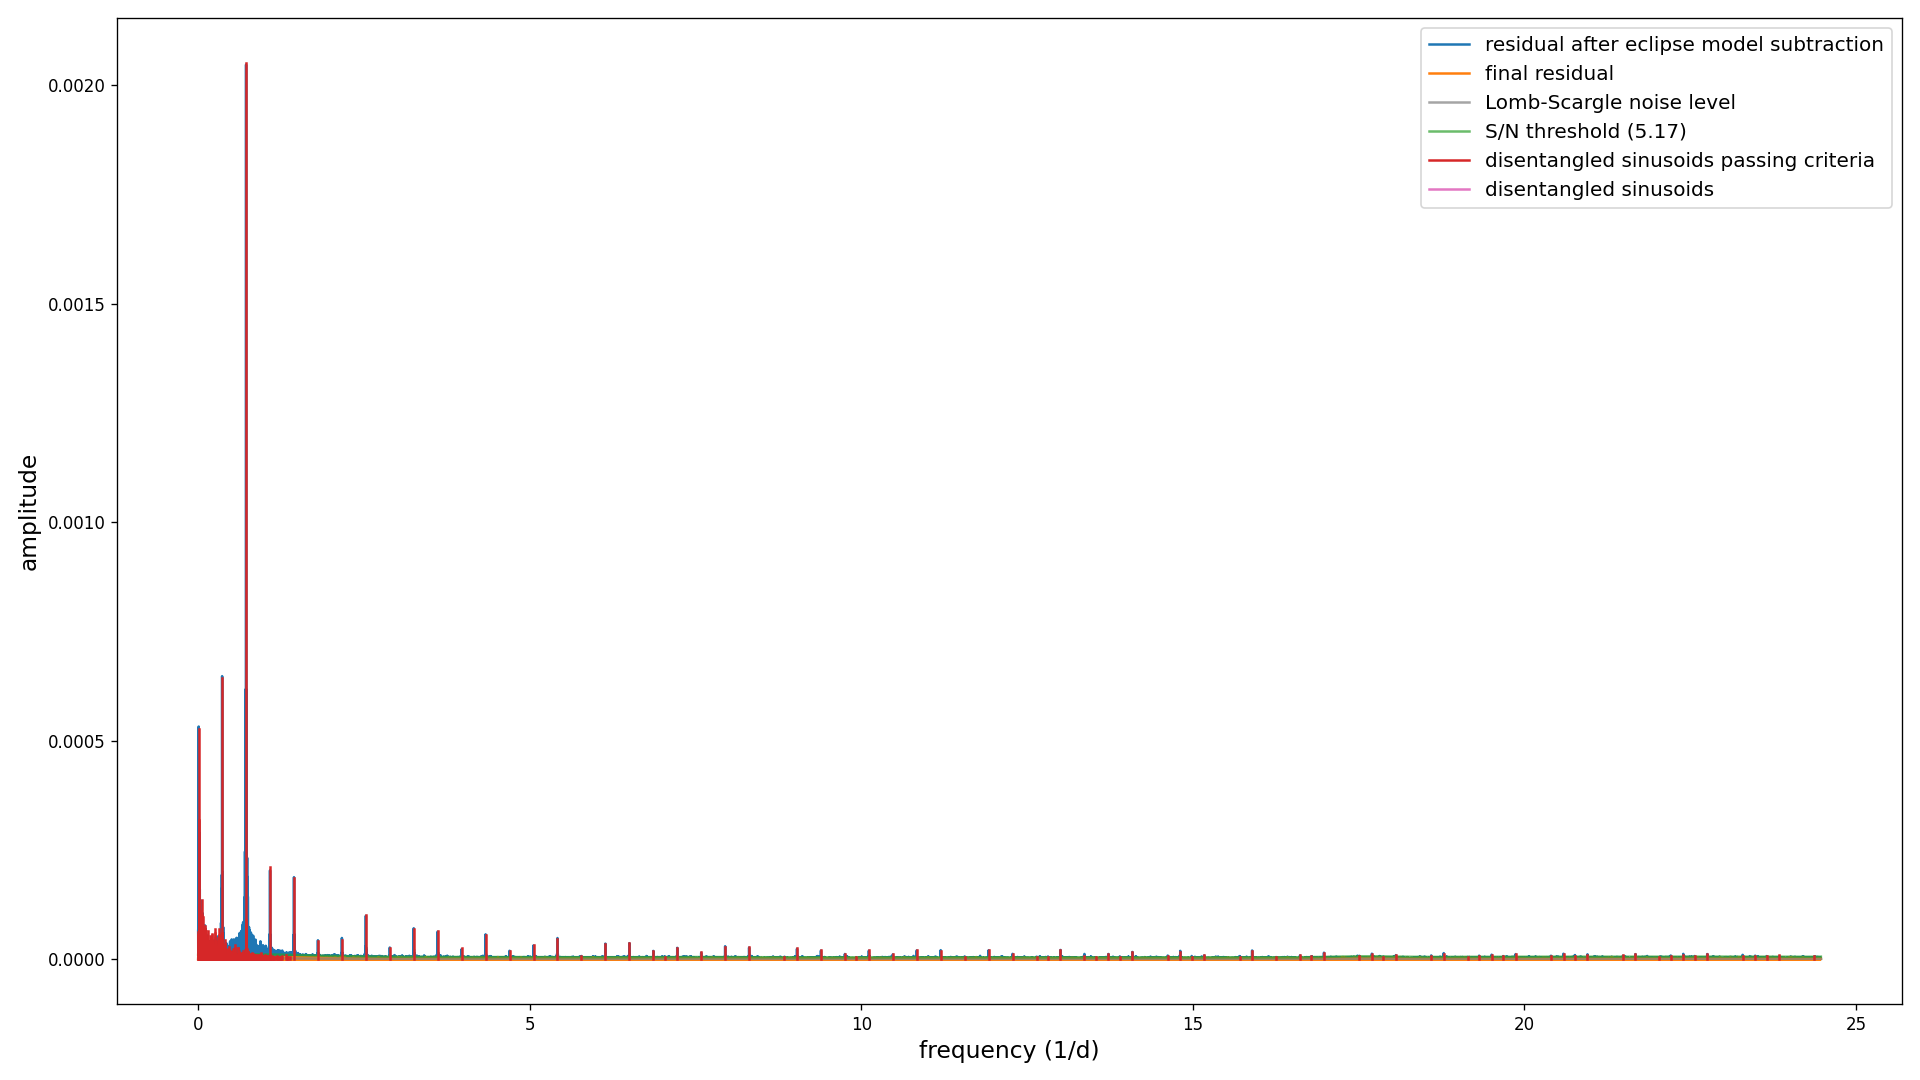 residual after eclipse model subtraction
final residual
Lomb-Scargle noise level
S/N threshold (5.17)
disentangled sinusoids passing criteria
disentangled sinusoids
0.0020
0.0015
0.0010
0.0005
0.0000
amplitude
0 5 10 15 20 25
frequency (1/d)